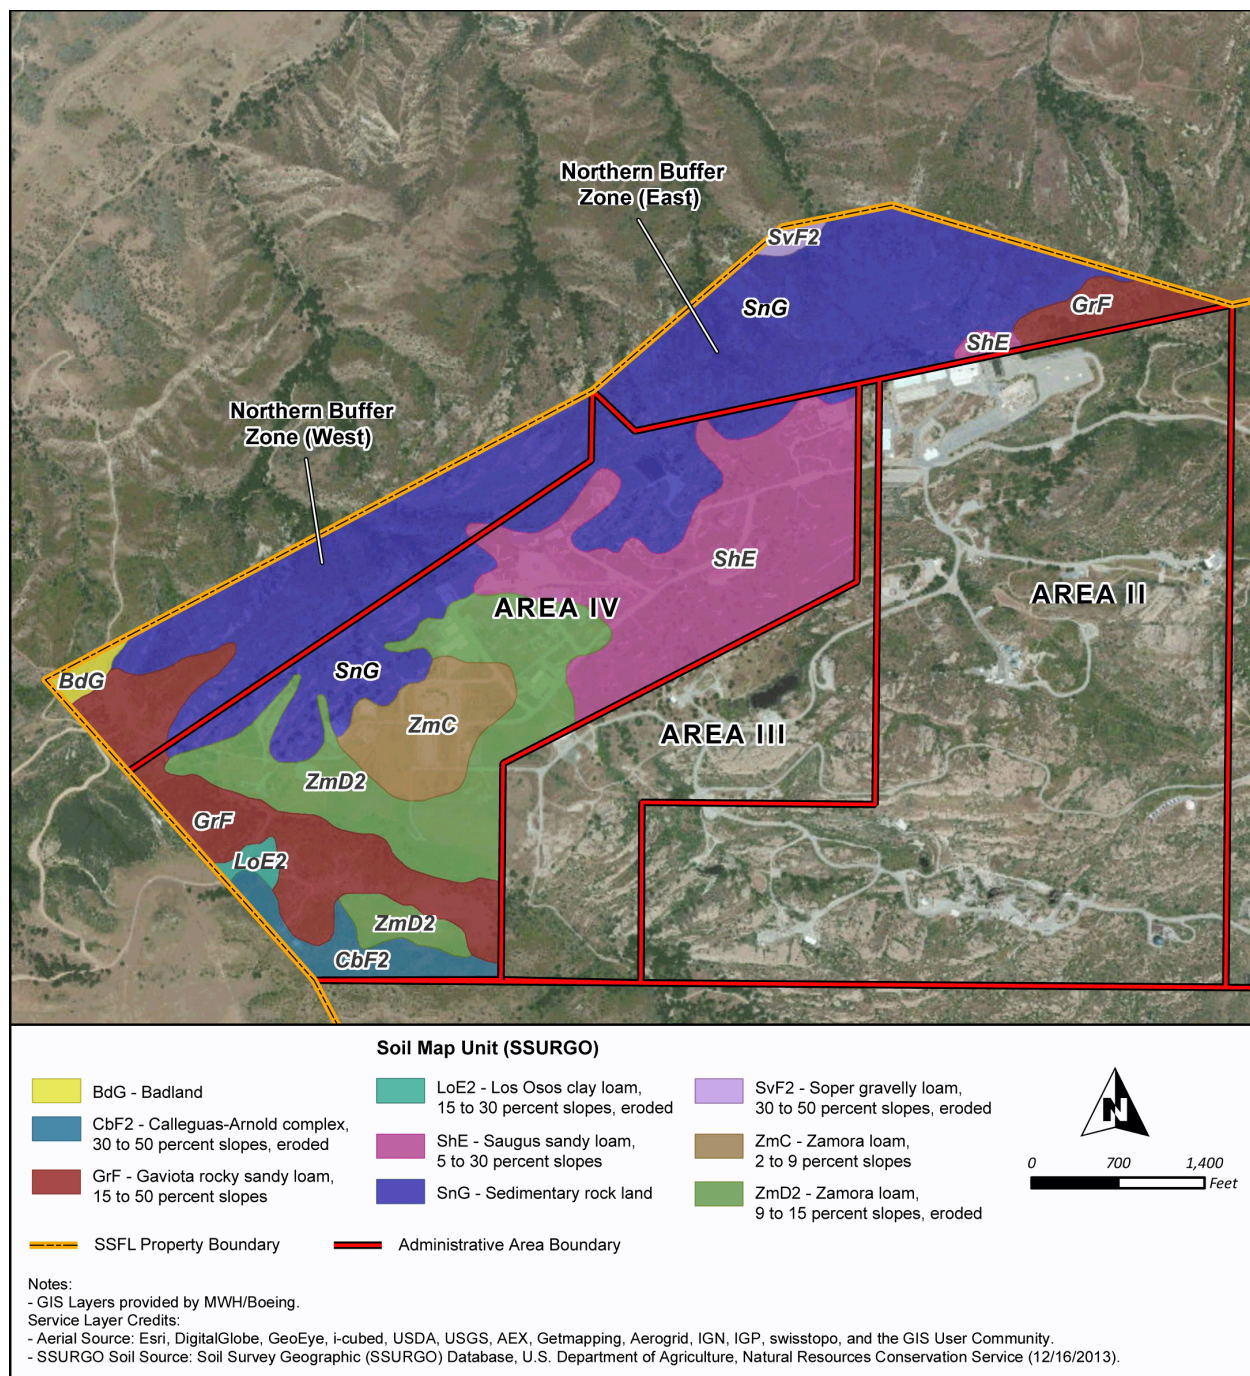 Northern Buffer
Zone (East)
SvF2
SnG
GrF
ShE
Northern Buffer
Zone (West)
ShE
AREA IV
AREA II
SnG
BdG
ZmC
AREA III
ZmD2
GrF
LoE2
ZmD2
CbF2
Soil Map Unit (SSURGO)
BdG - Badland
CbF2 - Calleguas-Arnold complex,
30 to 50 percent slopes, eroded
GrF - Gaviota rocky sandy loam,
15 to 50 percent slopes
LoE2 - Los Osos clay loam,
15 to 30 percent slopes, eroded
ShE - Saugus sandy loam,
5 to 30 percent slopes
SnG - Sedimentary rock land
SvF2 - Soper gravelly loam,
30 to 50 percent slopes, eroded
ZmC - Zamora loam,
2 to 9 percent slopes
ZmD2 - Zamora loam,
9 to 15 percent slopes, eroded
N
0 700 1,400
Feet
SSFL Property Boundary
Administrative Area Boundary
Notes:
- GIS Layers provided by MWH/Boeing.
Service Layer Credits:
- Aerial Source: Esri, DigitalGlobe, GeoEye, i-cubed, USDA, USGS, AEX, Getmapping, Aerogrid, IGN, IGP, swisstopo, and the GIS User Community.
- SSURGO Soil Source: Soil Survey Geographic (SSURGO) Database, U.S. Department of Agriculture, Natural Resources Conservation Service (12/16/2013).